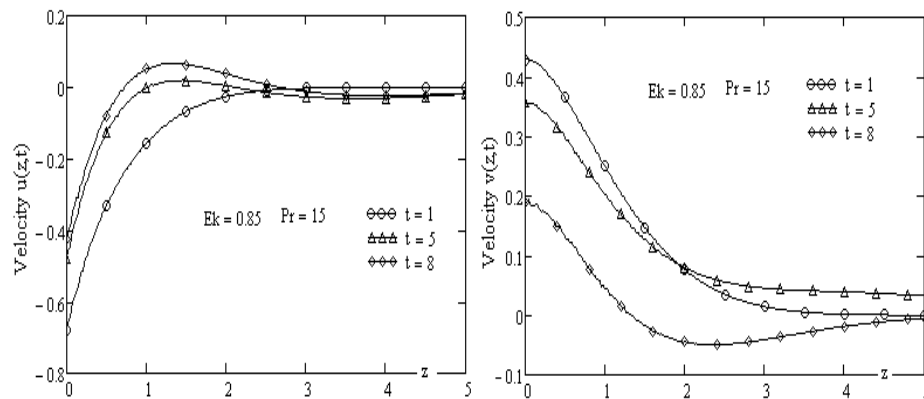 0.2
0
−0.2
−0.4
−0.6
−0.8
Velocity u(z,t)
Ek = 0.85 Pr = 15
t = 1
t = 5
t = 8
0 1 2 3 4 5
z
0.5
0.4
0.3
0.2
0.1
0
−0.1
Velocity v(z,t)
Ek = 0.85 Pr = 15
t = 1
t = 5
t = 8
0 1 2 3 4
z